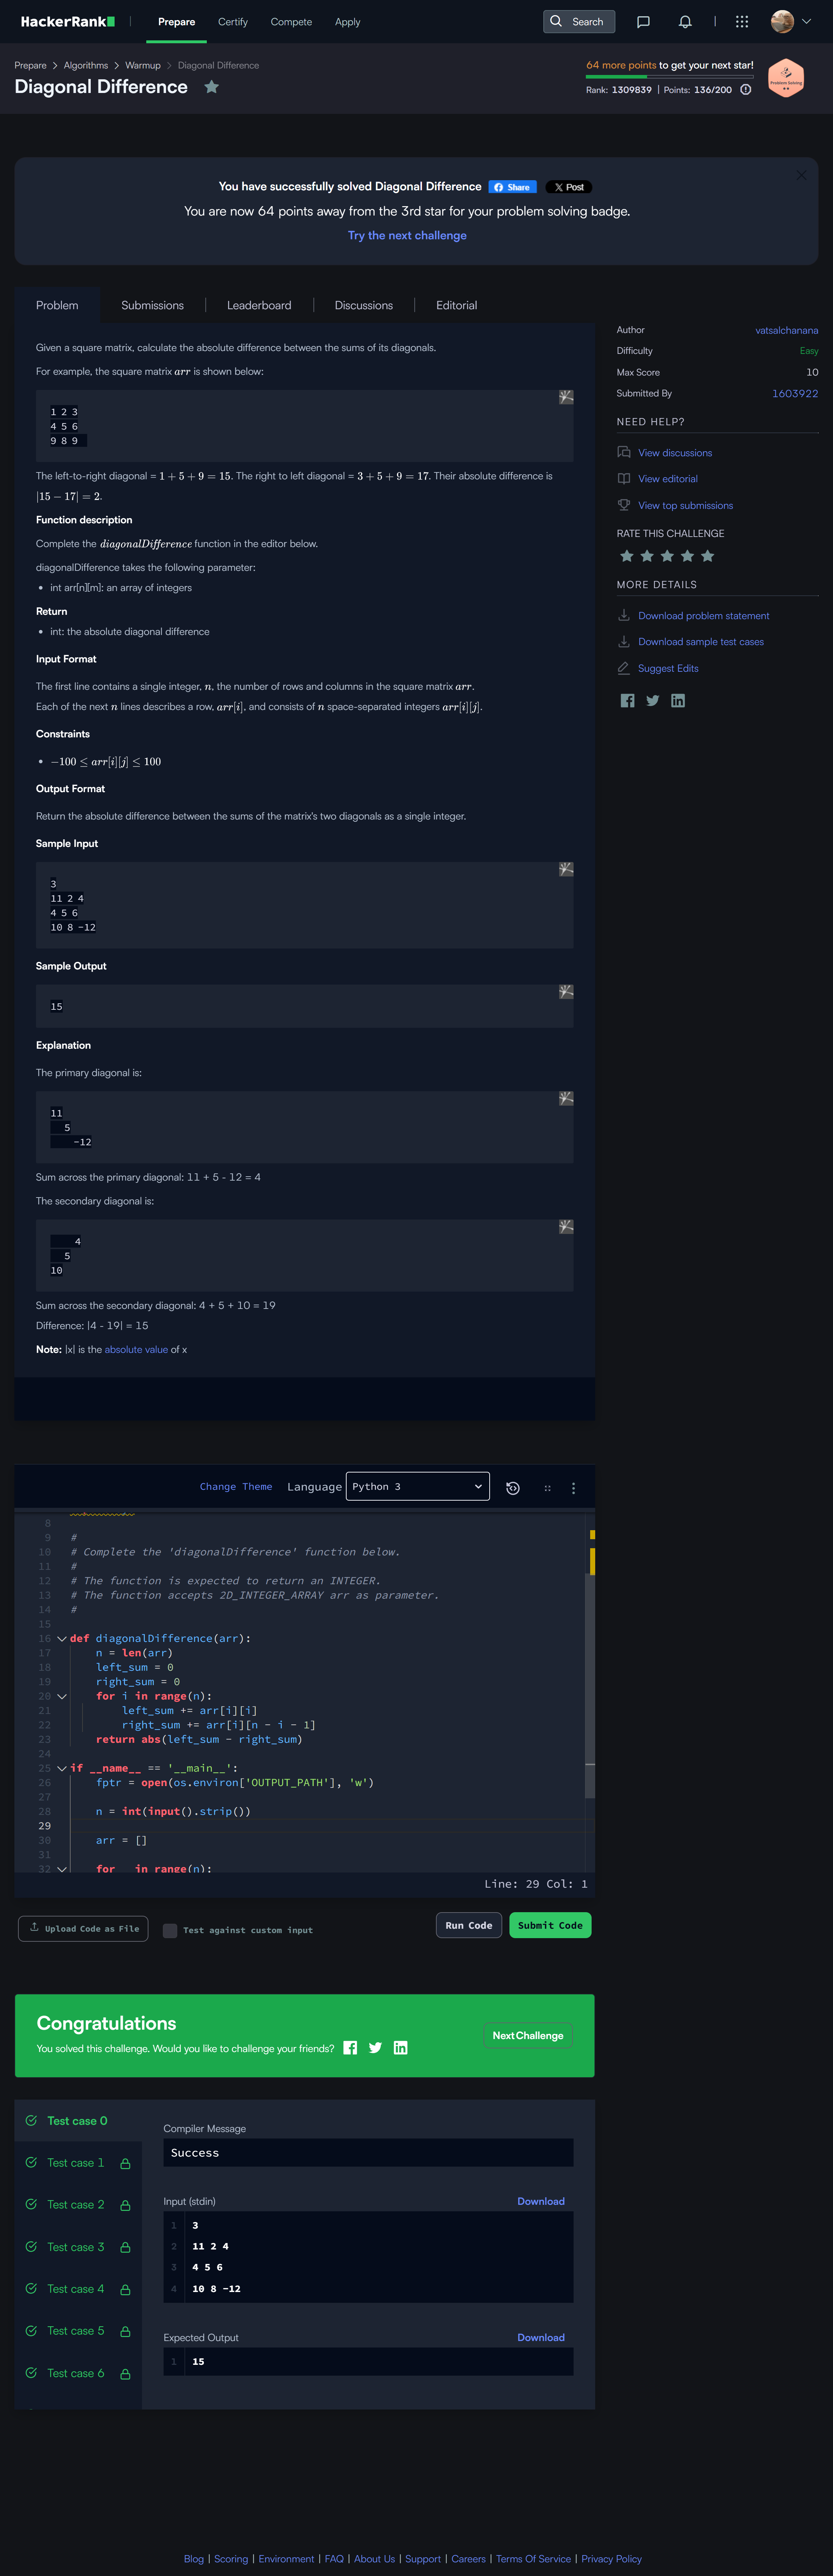 HackerRank
Prepare
Certify
Compete
Apply
Search
Prepare > Algorithms > Warmup > Diagonal Difference
Diagonal Difference
64 more points to get your next star!
Rank: 1309839 | Points: 136/200
Problem Solving
You have successfully solved Diagonal Difference
Share
Post
You are now 64 points away from the 3rd star for your problem solving badge.
Try the next challenge
Problem
Submissions
Leaderboard
Discussions
Editorial
Given a square matrix, calculate the absolute difference between the sums of its diagonals.
For example, the square matrix arr is shown below:
1 2 3
4 5 6
9 8 9
The left-to-right diagonal = 1 + 5 + 9 = 15. The right to left diagonal = 3 + 5 + 9 = 17. Their absolute difference is
|15 − 17| = 2.
Function description
Complete the diagonalDifference function in the editor below.
diagonalDifference takes the following parameter:
• int arr[n][m]: an array of integers
Return
• int: the absolute diagonal difference
Input Format
The first line contains a single integer, n, the number of rows and columns in the square matrix arr.
Each of the next n lines describes a row, arr[i], and consists of n space-separated integers arr[i][j].
Constraints
• −100 ≤ arr[i][j] ≤ 100
Output Format
Return the absolute difference between the sums of the matrix's two diagonals as a single integer.
Sample Input
3
11 2 4
4 5 6
10 8 -12
Sample Output
15
Explanation
The primary diagonal is:
11
5
-12
Sum across the primary diagonal: 11 + 5 - 12 = 4
The secondary diagonal is:
4
5
10
Sum across the secondary diagonal: 4 + 5 + 10 = 19
Difference: |4 - 19| = 15
Note: |x| is the absolute value of x
Author
vatsalchanana
Difficulty
Easy
Max Score
10
Submitted By
1603922
NEED HELP?
View discussions
View editorial
View top submissions
RATE THIS CHALLENGE
MORE DETAILS
Download problem statement
Download sample test cases
Suggest Edits
Change Theme
Language
Python 3
8
9 #
10 # Complete the 'diagonalDifference' function below.
11 #
12 # The function is expected to return an INTEGER.
13 # The function accepts 2D_INTEGER_ARRAY arr as parameter.
14 #
15
16 def diagonalDifference(arr):
17     n = len(arr)
18     left_sum = 0
19     right_sum = 0
20     for i in range(n):
21         left_sum += arr[i][i]
22         right_sum += arr[i][n - i - 1]
23     return abs(left_sum - right_sum)
24
25 if __name__ == '__main__':
26     fptr = open(os.environ['OUTPUT_PATH'], 'w')
27
28     n = int(input().strip())
29
30     arr = []
31
32     for _ in range(n):
Line: 29 Col: 1
Upload Code as File
Test against custom input
Run Code
Submit Code
Congratulations
You solved this challenge. Would you like to challenge your friends?
Next Challenge
Test case 0
Test case 1
Test case 2
Test case 3
Test case 4
Test case 5
Test case 6
Compiler Message
Success
Input (stdin)
Download
1 3
2 11 2 4
3 4 5 6
4 10 8 -12
Expected Output
Download
1 15
Blog | Scoring | Environment | FAQ | About Us | Support | Careers | Terms Of Service | Privacy Policy